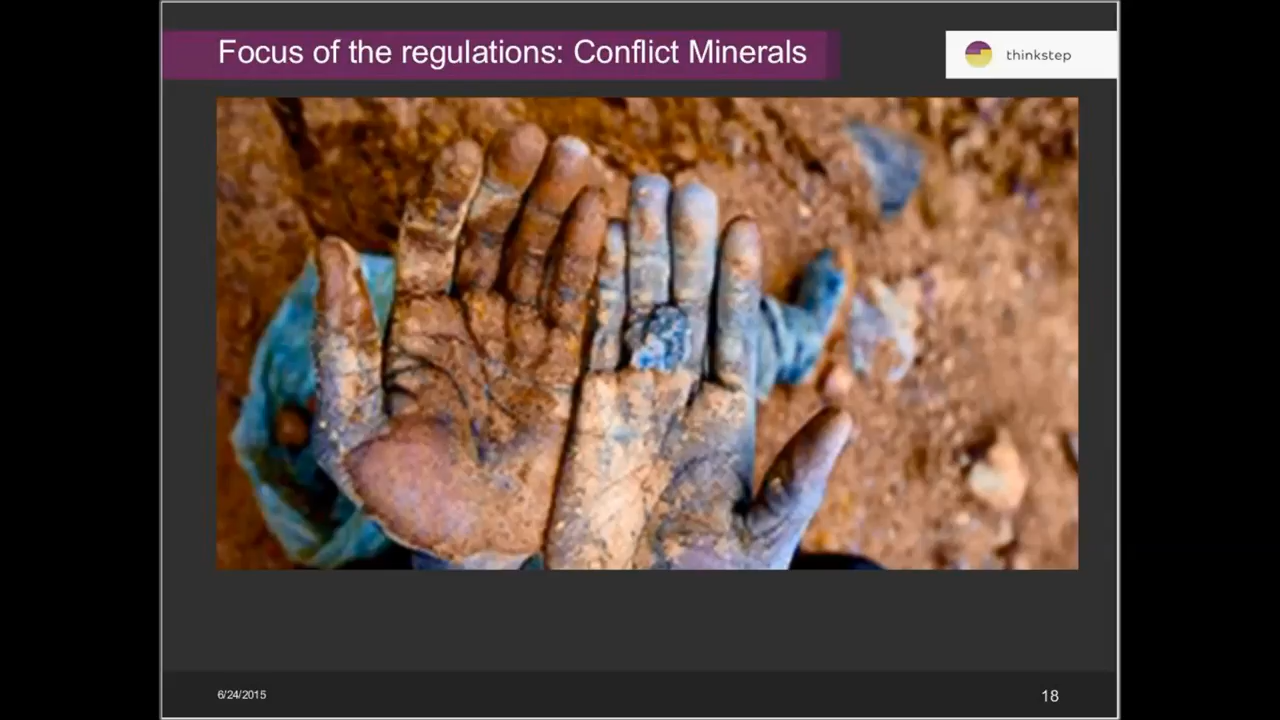 Focus of the regulations: Conflict Minerals
thinkstep
6/24/2015
18